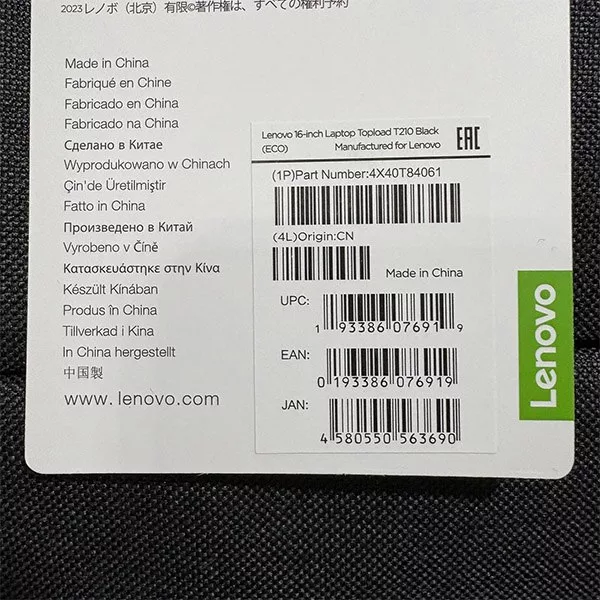 2023レノボ（北京）有限©著作権は、すべての権利予約
Made in China
Fabriqué en Chine
Fabricado en China
Fabricado na China
Сделано в Китае
Wyprodukowano w Chinach
Çin'de Üretilmiştir
Fatto in China
Произведено в Китай
Vyrobeno v Číně
Κατασκευάστηκε στην Κίνα
Készült Kínában
Produs în China
Tillverkad i Kina
In China hergestellt
中国製
www.lenovo.com
Lenovo 16-inch Laptop Topload T210 Black
(ECO) Manufactured for Lenovo
EAC
(1P)Part Number:4X40T84061
(4L)Origin:CN
Made in China
UPC:
1 93386 07691 9
EAN:
0 193386 076919
JAN:
4 580550 563690
Lenovo